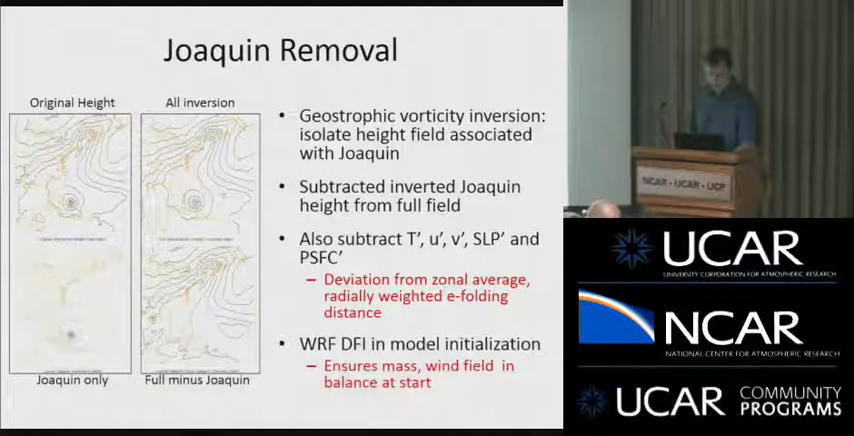 Joaquin Removal
Original Height
All inversion
Joaquin only
Full minus Joaquin
• Geostrophic vorticity inversion:
isolate height field associated
with Joaquin
• Subtracted inverted Joaquin
height from full field
• Also subtract T’, u’, v’, SLP’ and
PSFC’
– Deviation from zonal average,
radially weighted e-folding
distance
• WRF DFI in model initialization
– Ensures mass, wind field in
balance at start
NCAR - UCAR - UCP
UCAR
UNIVERSITY CORPORATION FOR ATMOSPHERIC RESEARCH
NCAR
NATIONAL CENTER FOR ATMOSPHERIC RESEARCH
UCAR COMMUNITY
PROGRAMS